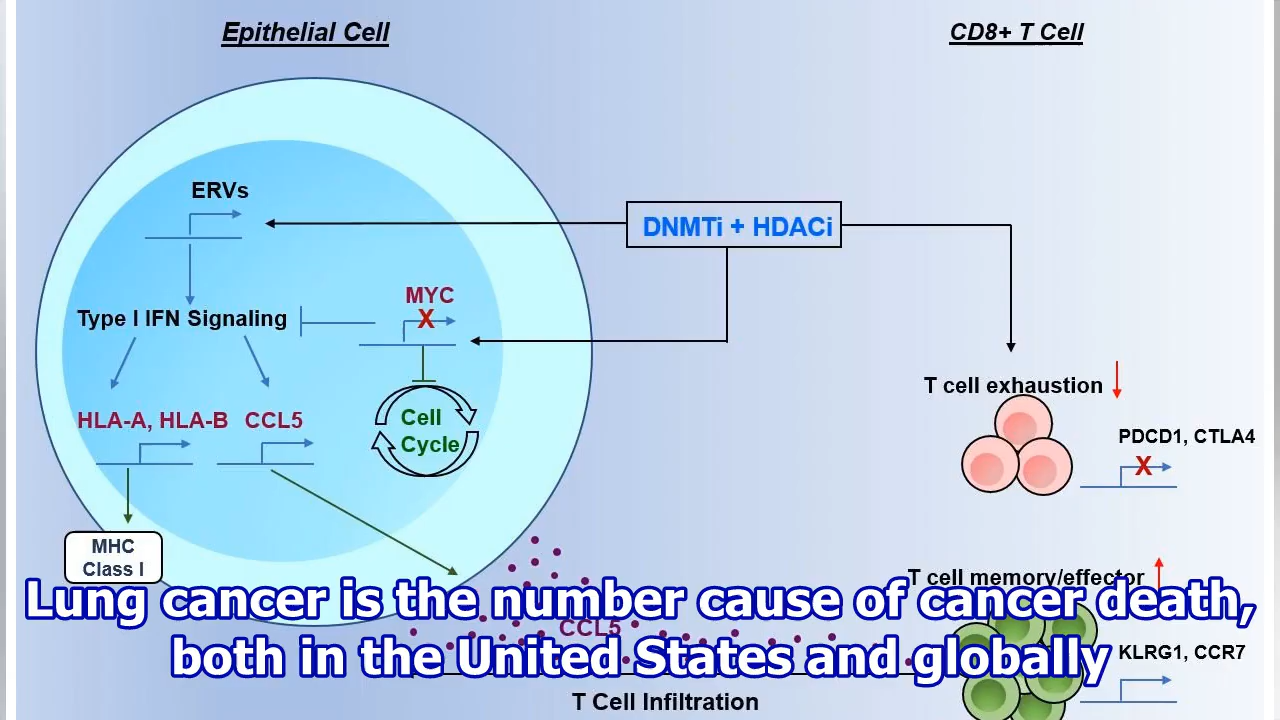 Epithelial Cell
CD8+ T Cell
ERVs
DNMTi + HDACi
MYC
X
Type I IFN Signaling
T cell exhaustion
HLA-A, HLA-B
CCL5
Cell
Cycle
PDCD1, CTLA4
X
MHC
Class I
T cell memory/effector
Lung cancer is the number cause of cancer death,
both in the United States and globally
CCL5
KLRG1, CCR7
T Cell Infiltration